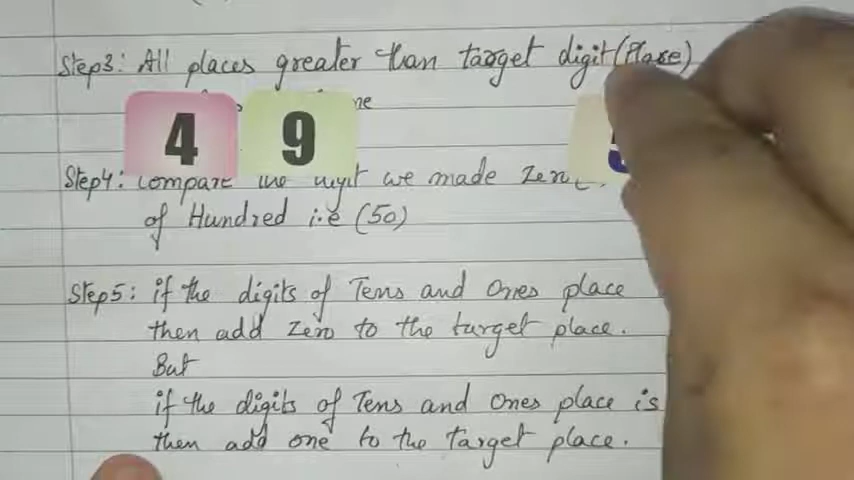 Step3: All places greater than target digit (Place)
ne
4 9 5
Step4: Compare the digit we made Zero
of Hundred i.e (50)
Step5: if the digits of Tens and Ones place
then add Zero to the target place.
But
if the digits of Tens and Ones place is
then add one to the target place.